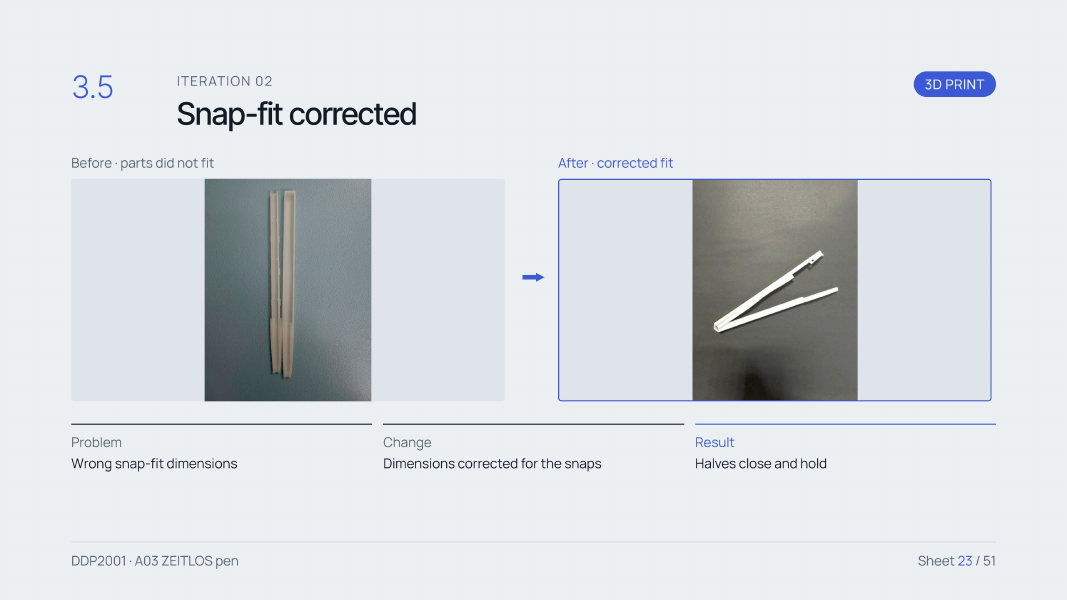 3.5
ITERATION 02
Snap-fit corrected
3D PRINT
Before · parts did not fit
After · corrected fit
Problem
Wrong snap-fit dimensions
Change
Dimensions corrected for the snaps
Result
Halves close and hold
DDP2001 · A03 ZEITLOS pen
Sheet 23 / 51